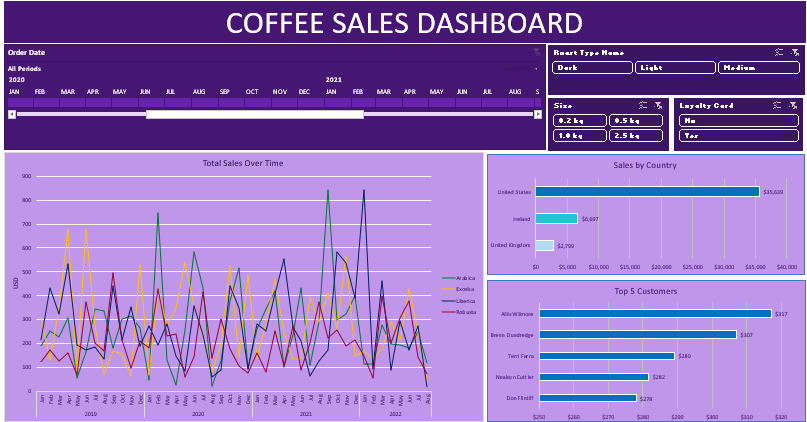 COFFEE SALES DASHBOARD
Order Date
All Periods
2020 2021
JAN FEB MAR APR MAY JUN JUL AUG SEP OCT NOV DEC JAN FEB MAR APR MAY JUN JUL AUG S
Roast Type Name
Dark Light Medium
Size
0.2 kg 0.5 kg
1.0 kg 2.5 kg
Loyalty Card
No
Yes
Total Sales Over Time
900
800
700
600
500
400
300
200
100
0
USD
Jan Feb Mar Apr May Jun Jul Aug Sep Oct Nov Dec Jan Feb Mar Apr May Jun Jul Aug Sep Oct Nov Dec Jan Feb Mar Apr May Jun Jul Aug Sep Oct Nov Dec Jan Feb Mar Apr May Jun Jul Aug
2019 2020 2021 2022
Arabica
Excelsa
Liberica
Robusta
Sales by Country
United States $35,639
Ireland $6,697
United Kingdom $2,799
$0 $5,000 $10,000 $15,000 $20,000 $25,000 $30,000 $35,000 $40,000
Top 5 Customers
Allis Wilmore $317
Brenn Dundredge $307
Terri Farra $289
Nealson Cuttler $282
Don Flintiff $278
$250 $260 $270 $280 $290 $300 $310 $320